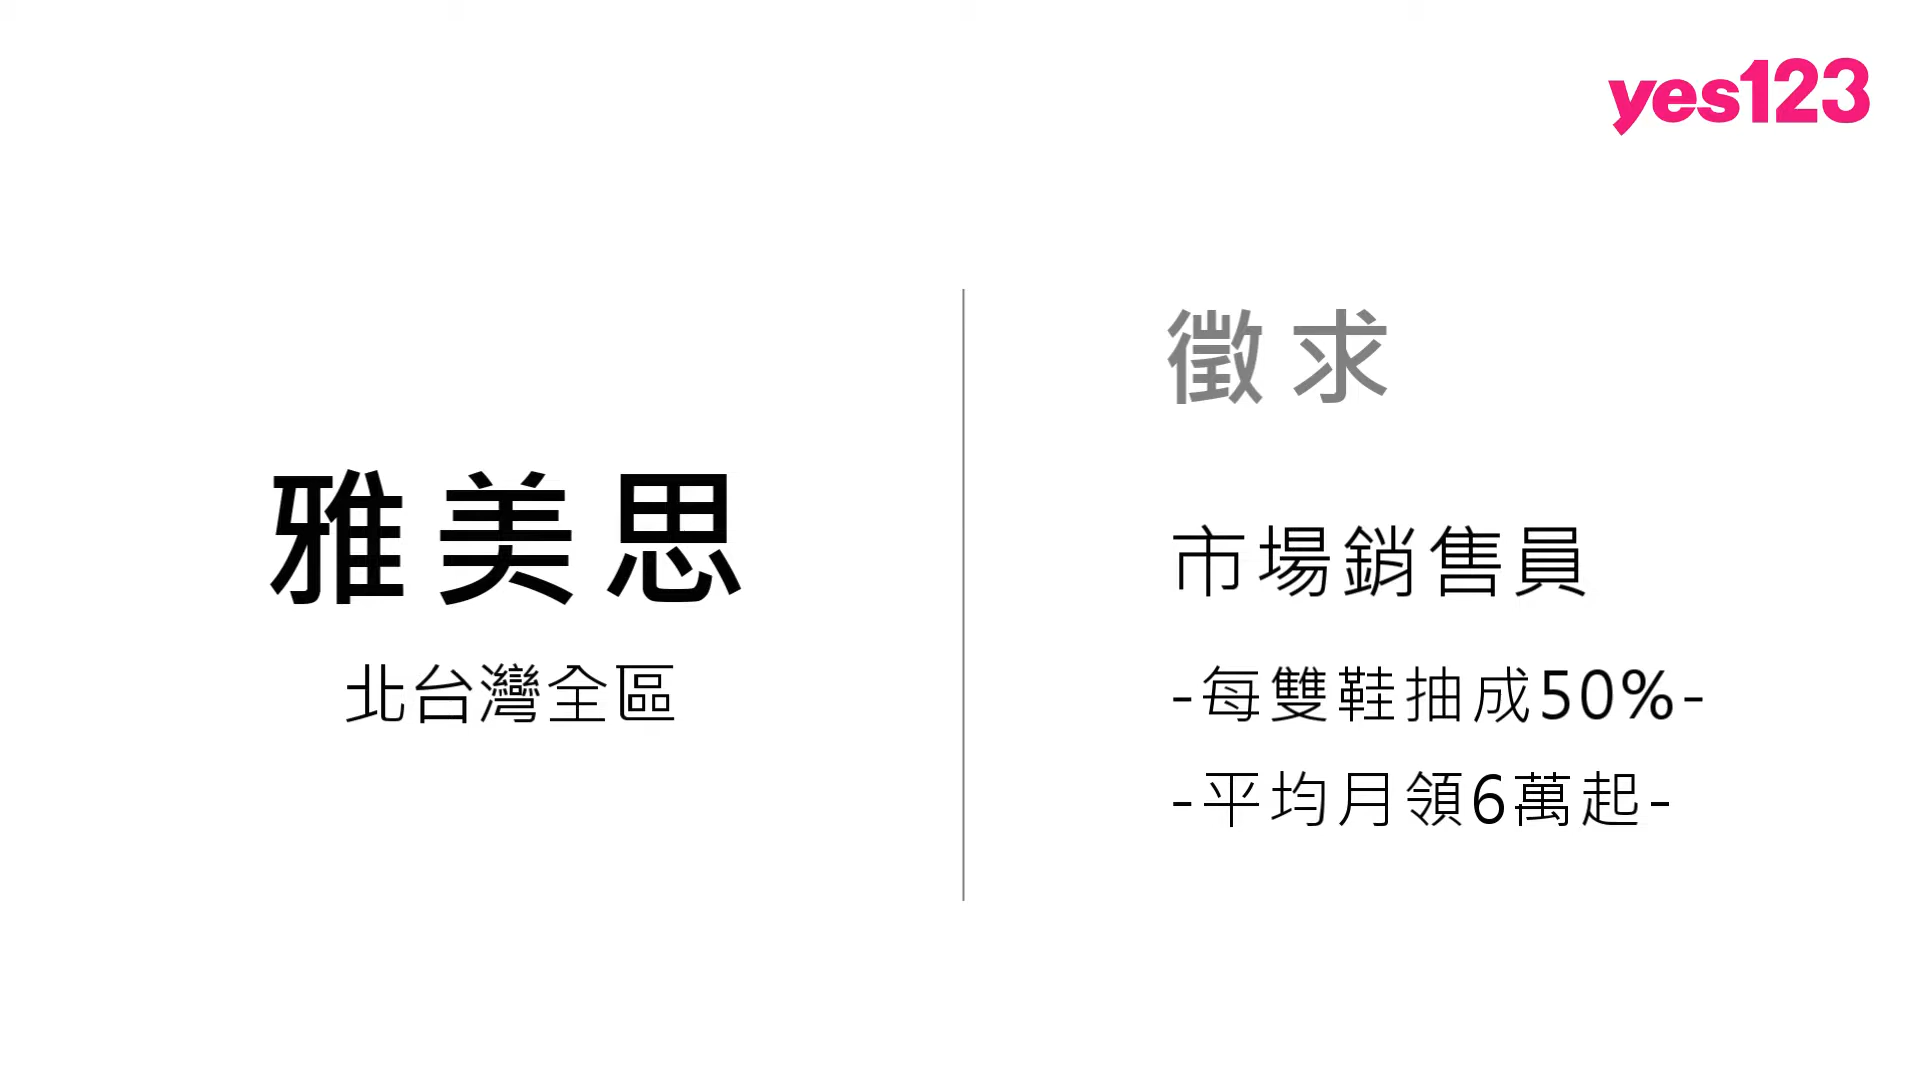 yes123
雅美思
北台灣全區
徵求
市場銷售員
-每雙鞋抽成50%-
-平均月領6萬起-